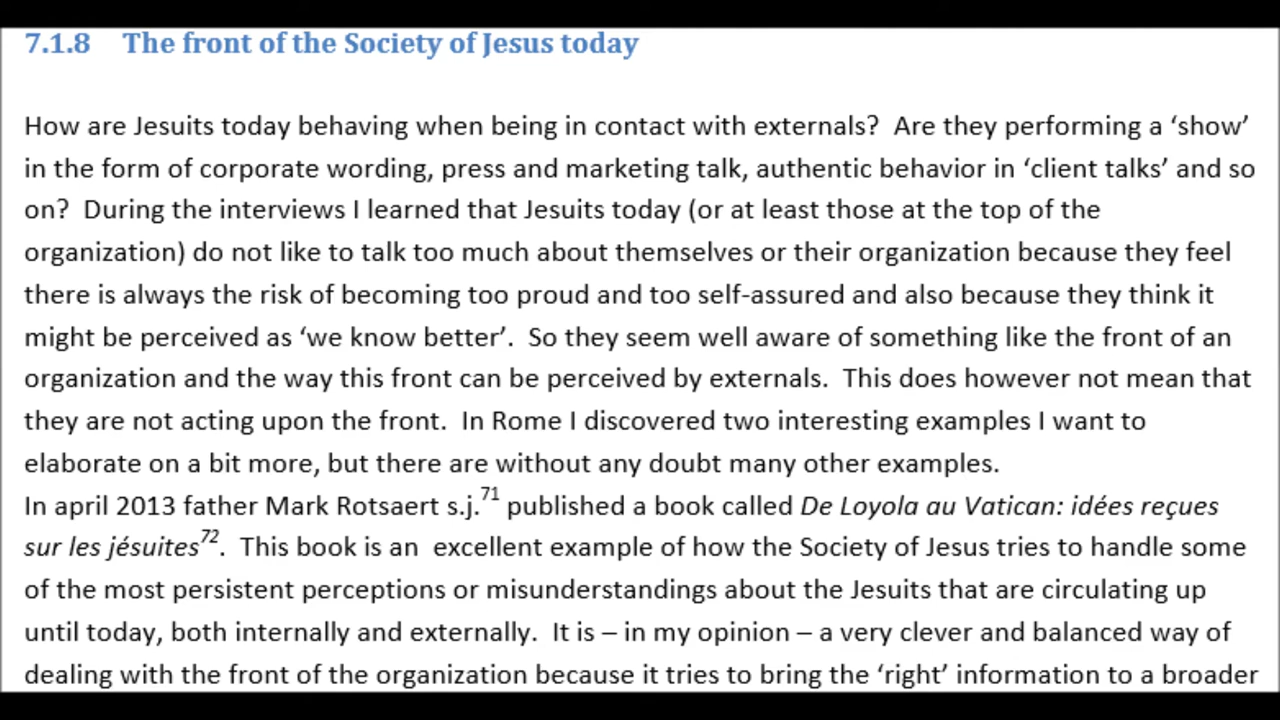 7.1.8 The front of the Society of Jesus today
How are Jesuits today behaving when being in contact with externals? Are they performing a ‘show’
in the form of corporate wording, press and marketing talk, authentic behavior in ‘client talks’ and so
on? During the interviews I learned that Jesuits today (or at least those at the top of the
organization) do not like to talk too much about themselves or their organization because they feel
there is always the risk of becoming too proud and too self-assured and also because they think it
might be perceived as ‘we know better’. So they seem well aware of something like the front of an
organization and the way this front can be perceived by externals. This does however not mean that
they are not acting upon the front. In Rome I discovered two interesting examples I want to
elaborate on a bit more, but there are without any doubt many other examples.
In april 2013 father Mark Rotsaert s.j.71 published a book called De Loyola au Vatican: idées reçues
sur les jésuites72. This book is an excellent example of how the Society of Jesus tries to handle some
of the most persistent perceptions or misunderstandings about the Jesuits that are circulating up
until today, both internally and externally. It is – in my opinion – a very clever and balanced way of
dealing with the front of the organization because it tries to bring the ‘right’ information to a broader